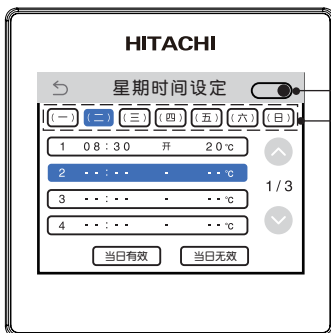 HITACHI
星期时间设定
(一) (二) (三) (四) (五) (六) (日)
1 08:30 开 20℃
2 --:-- - --℃
3 --:-- - --℃
4 --:-- - --℃
1/3
当日有效 当日无效